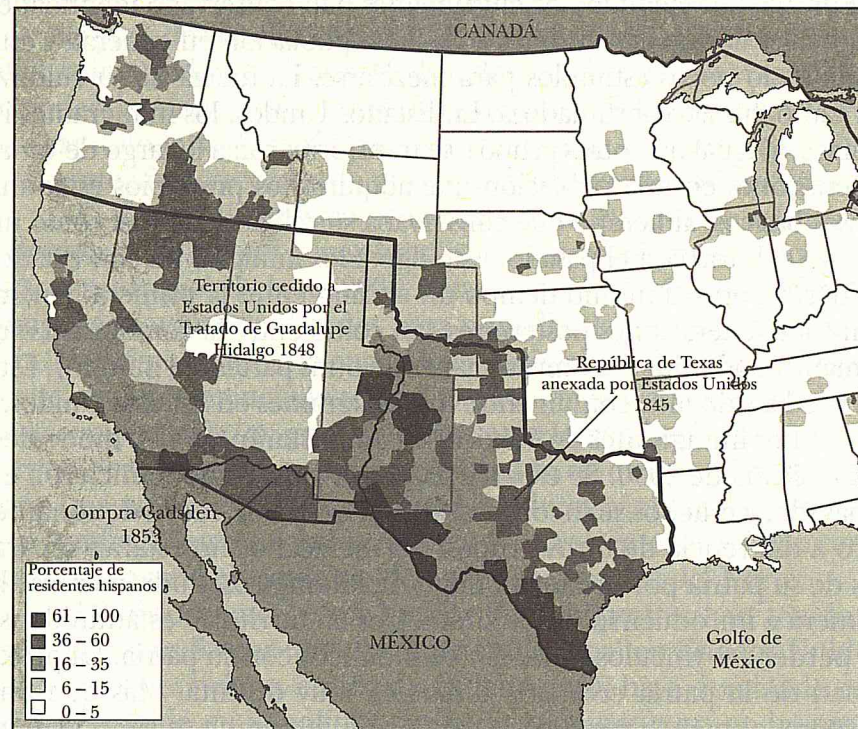 CANADÁ
Territorio cedido a
Estados Unidos por el
Tratado de Guadalupe
Hidalgo 1848
República de Texas
anexada por Estados Unidos
1845
Compra Gadsden
1853
Porcentaje de
residentes hispanos
61 – 100
36 – 60
16 – 35
6 – 15
0 – 5
MÉXICO
Golfo de
México